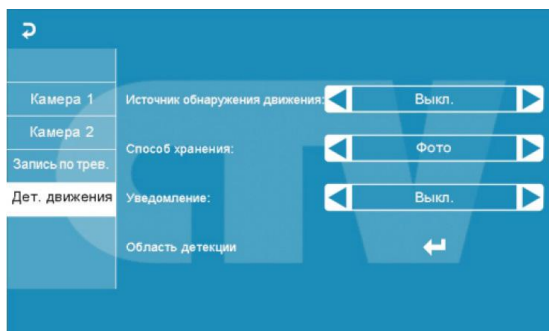 Камера 1
Источник обнаружения движения:
Выкл.
Камера 2
Способ хранения:
Фото
Запись по трев.
Дет. движения
Уведомление:
Выкл.
Область детекции
CTV